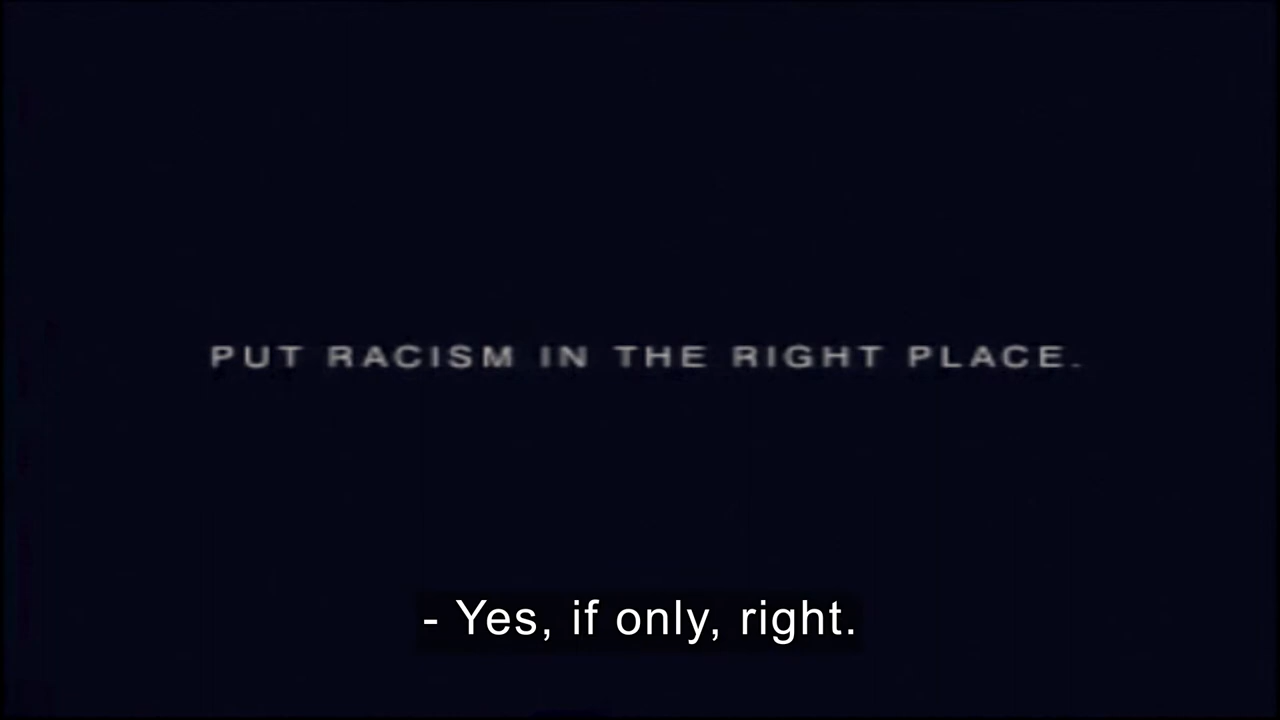 PUT RACISM IN THE RIGHT PLACE.
- Yes, if only, right.